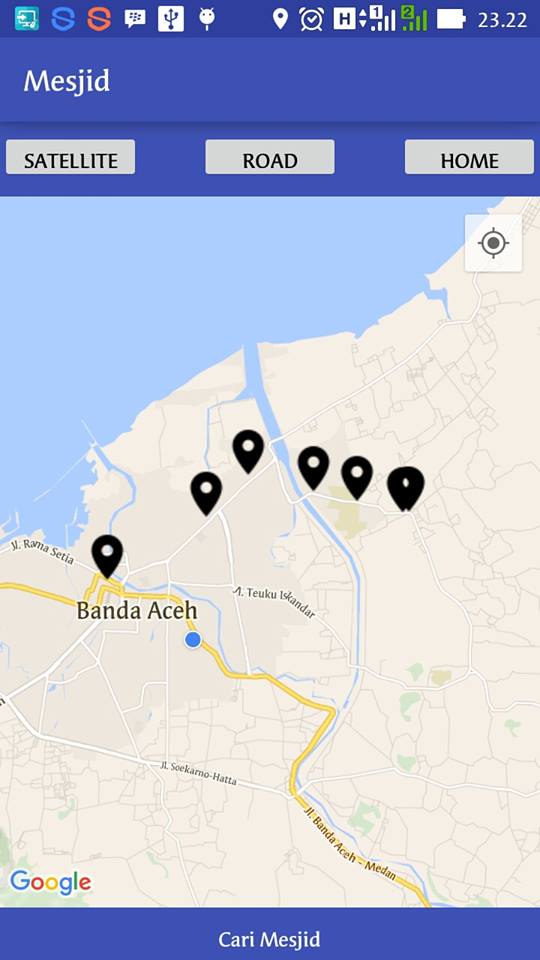 H 1 2 23.22
Mesjid
SATELLITE ROAD HOME
Jl. Rama Setia
Banda Aceh
Jl. Teuku Iskandar
Jl. Soekarno-Hatta
Jl. Banda Aceh - Medan
Google
Cari Mesjid